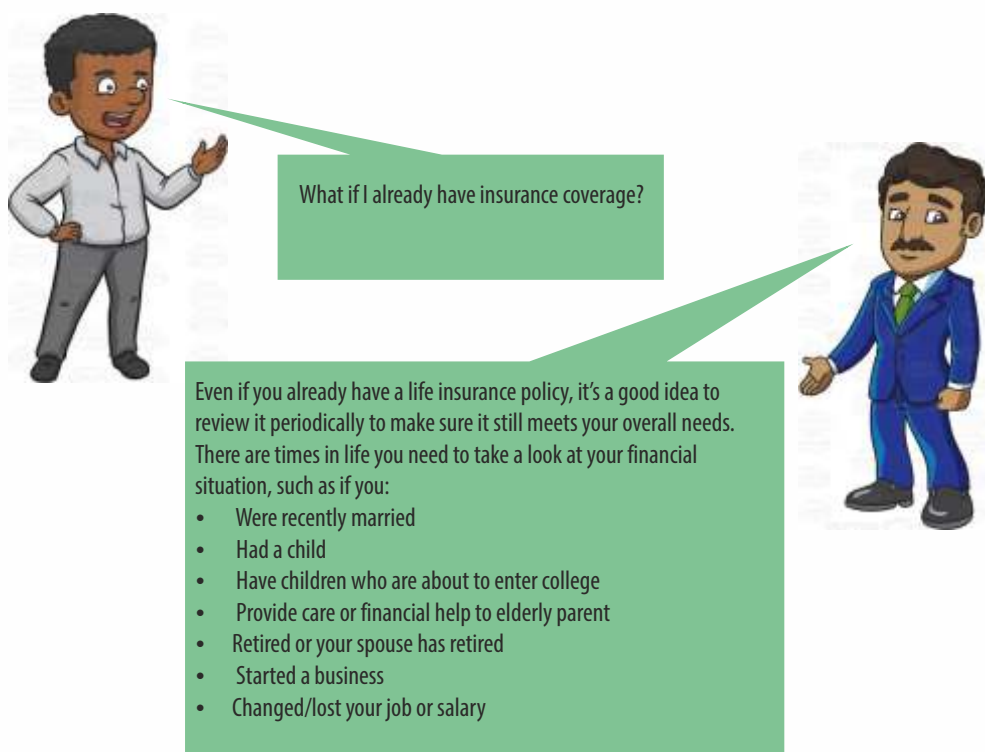 What if I already have insurance coverage?
Even if you already have a life insurance policy, it's a good idea to
review it periodically to make sure it still meets your overall needs.
There are times in life you need to take a look at your financial
situation, such as if you:
• Were recently married
• Had a child
• Have children who are about to enter college
• Provide care or financial help to elderly parent
• Retired or your spouse has retired
• Started a business
• Changed/lost your job or salary